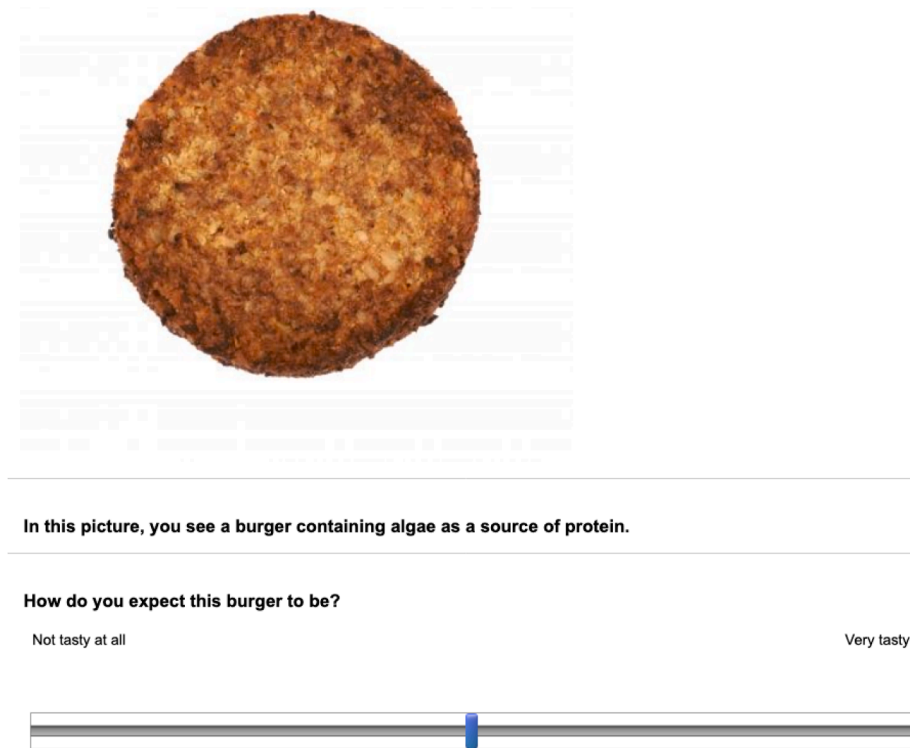 In this picture, you see a burger containing algae as a source of protein.
How do you expect this burger to be?
Not tasty at all
Very tasty